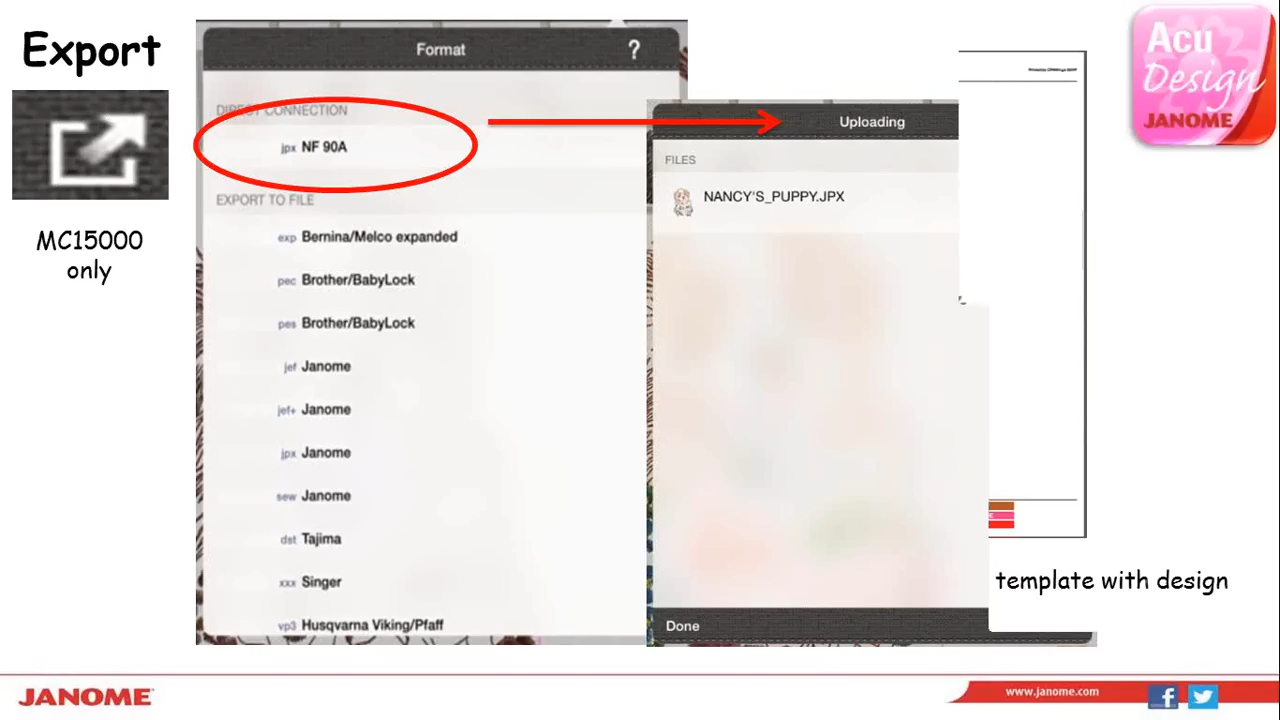 Export
MC15000
only
Format
?
DIRECT CONNECTION
jpx NF 90A
EXPORT TO FILE
exp Bernina/Melco expanded
pec Brother/BabyLock
pes Brother/BabyLock
jef Janome
jef+ Janome
jpx Janome
sew Janome
dst Tajima
xxx Singer
vp3 Husqvarna Viking/Pfaff
Uploading
FILES
NANCY'S_PUPPY.JPX
Done
template with design
Acu
Design
JANOME
JANOME
www.janome.com